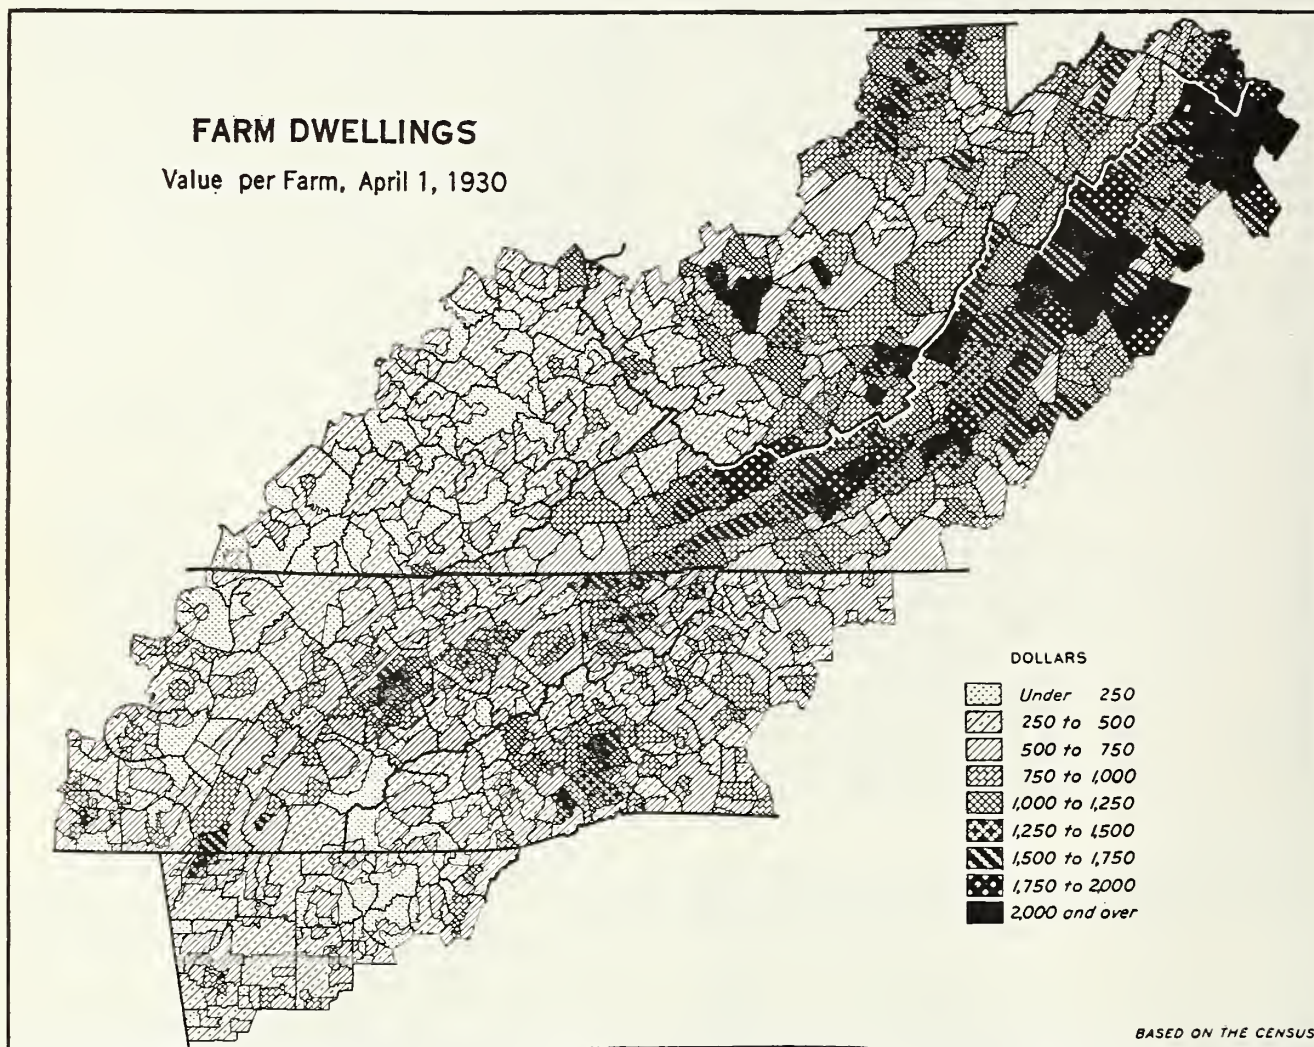 FARM DWELLINGS
Value per Farm, April 1, 1930
DOLLARS
Under 250
250 to 500
500 to 750
750 to 1,000
1,000 to 1,250
1,250 to 1,500
1,500 to 1,750
1,750 to 2,000
2,000 and over
BASED ON THE CENSUS